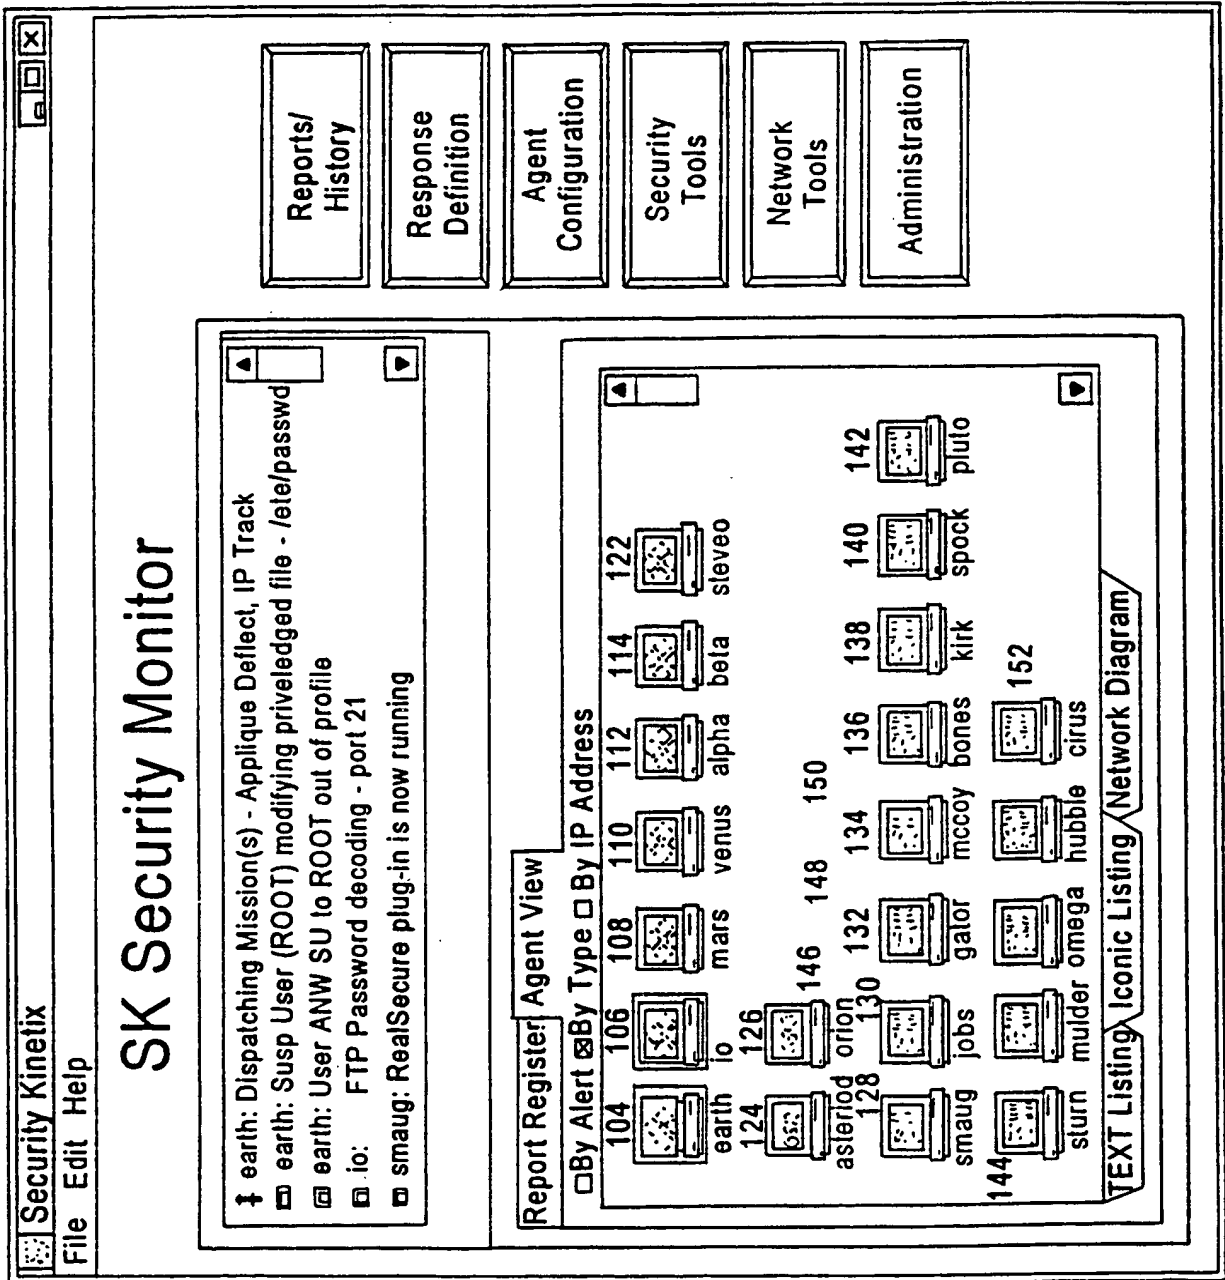 Security Kinetix
File Edit Help
SK Security Monitor
earth: Dispatching Mission(s) - Applique Deflect, IP Track
earth: Susp User (ROOT) modifying priveledged file - /ete/passwd
earth: User ANW SU to ROOT out of profile
io: FTP Password decoding - port 21
smaug: RealSecure plug-in is now running
Reports/
History
Response
Definition
Agent
Configuration
Security
Tools
Network
Tools
Administration
Report Register Agent View
By Alert By Type By IP Address
104 106 108 110 112 114 122
earth io mars venus alpha beta steveo
124 126 146 148 150
asteriod orion
128 130 132 134 136 138 140 142
smaug jobs gator mccoy bones kirk spock pluto
144 152
sturn mulder omega hubble cirus
TEXT Listing Iconic Listing Network Diagram